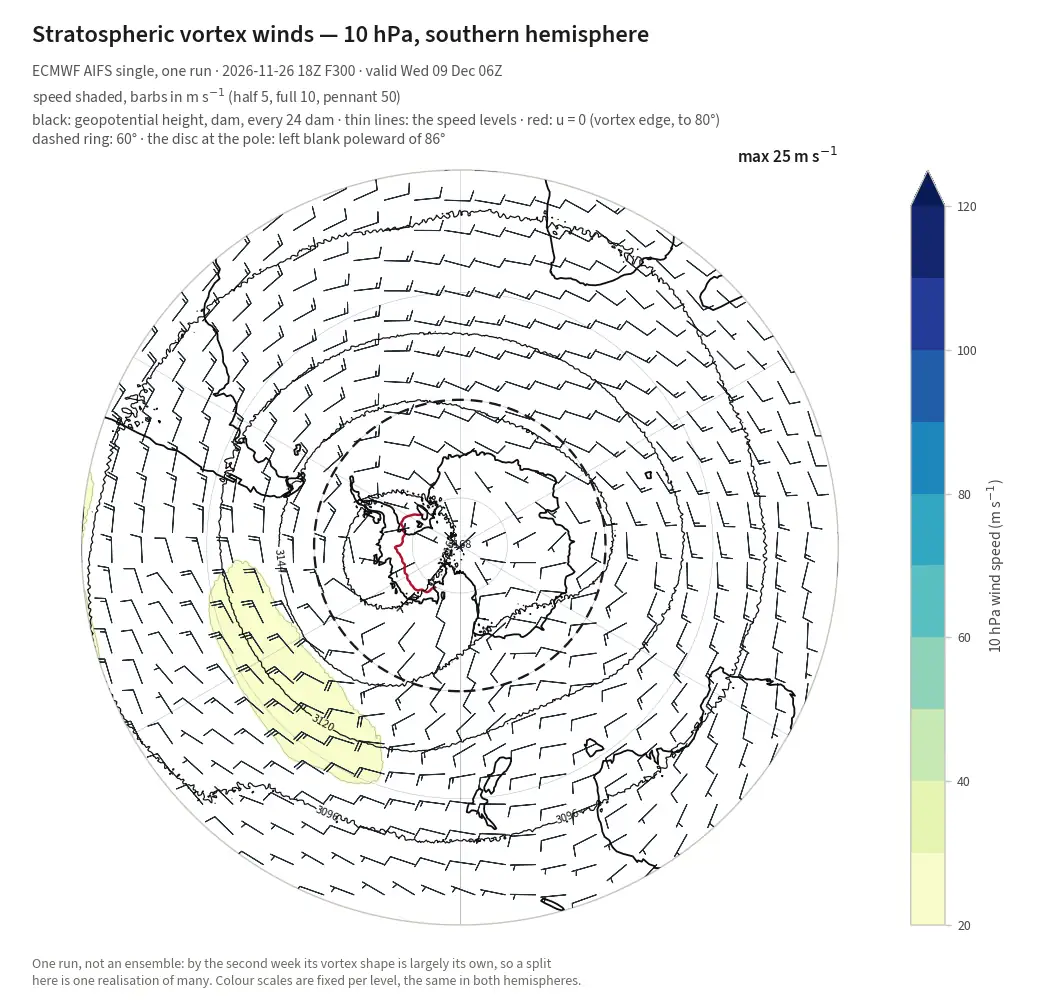 Stratospheric vortex winds — 10 hPa, southern hemisphere
ECMWF AIFS single, one run · 2026-11-26 18Z F300 · valid Wed 09 Dec 06Z
speed shaded, barbs in m s⁻¹ (half 5, full 10, pennant 50)
black: geopotential height, dam, every 24 dam · thin lines: the speed levels · red: u = 0 (vortex edge, to 80°)
dashed ring: 60° · the disc at the pole: left blank poleward of 86°
max 25 m s⁻¹
120
100
80
60
40
20
10 hPa wind speed (m s⁻¹)
3120
3096
3096
One run, not an ensemble: by the second week its vortex shape is largely its own, so a split
here is one realisation of many. Colour scales are fixed per level, the same in both hemispheres.